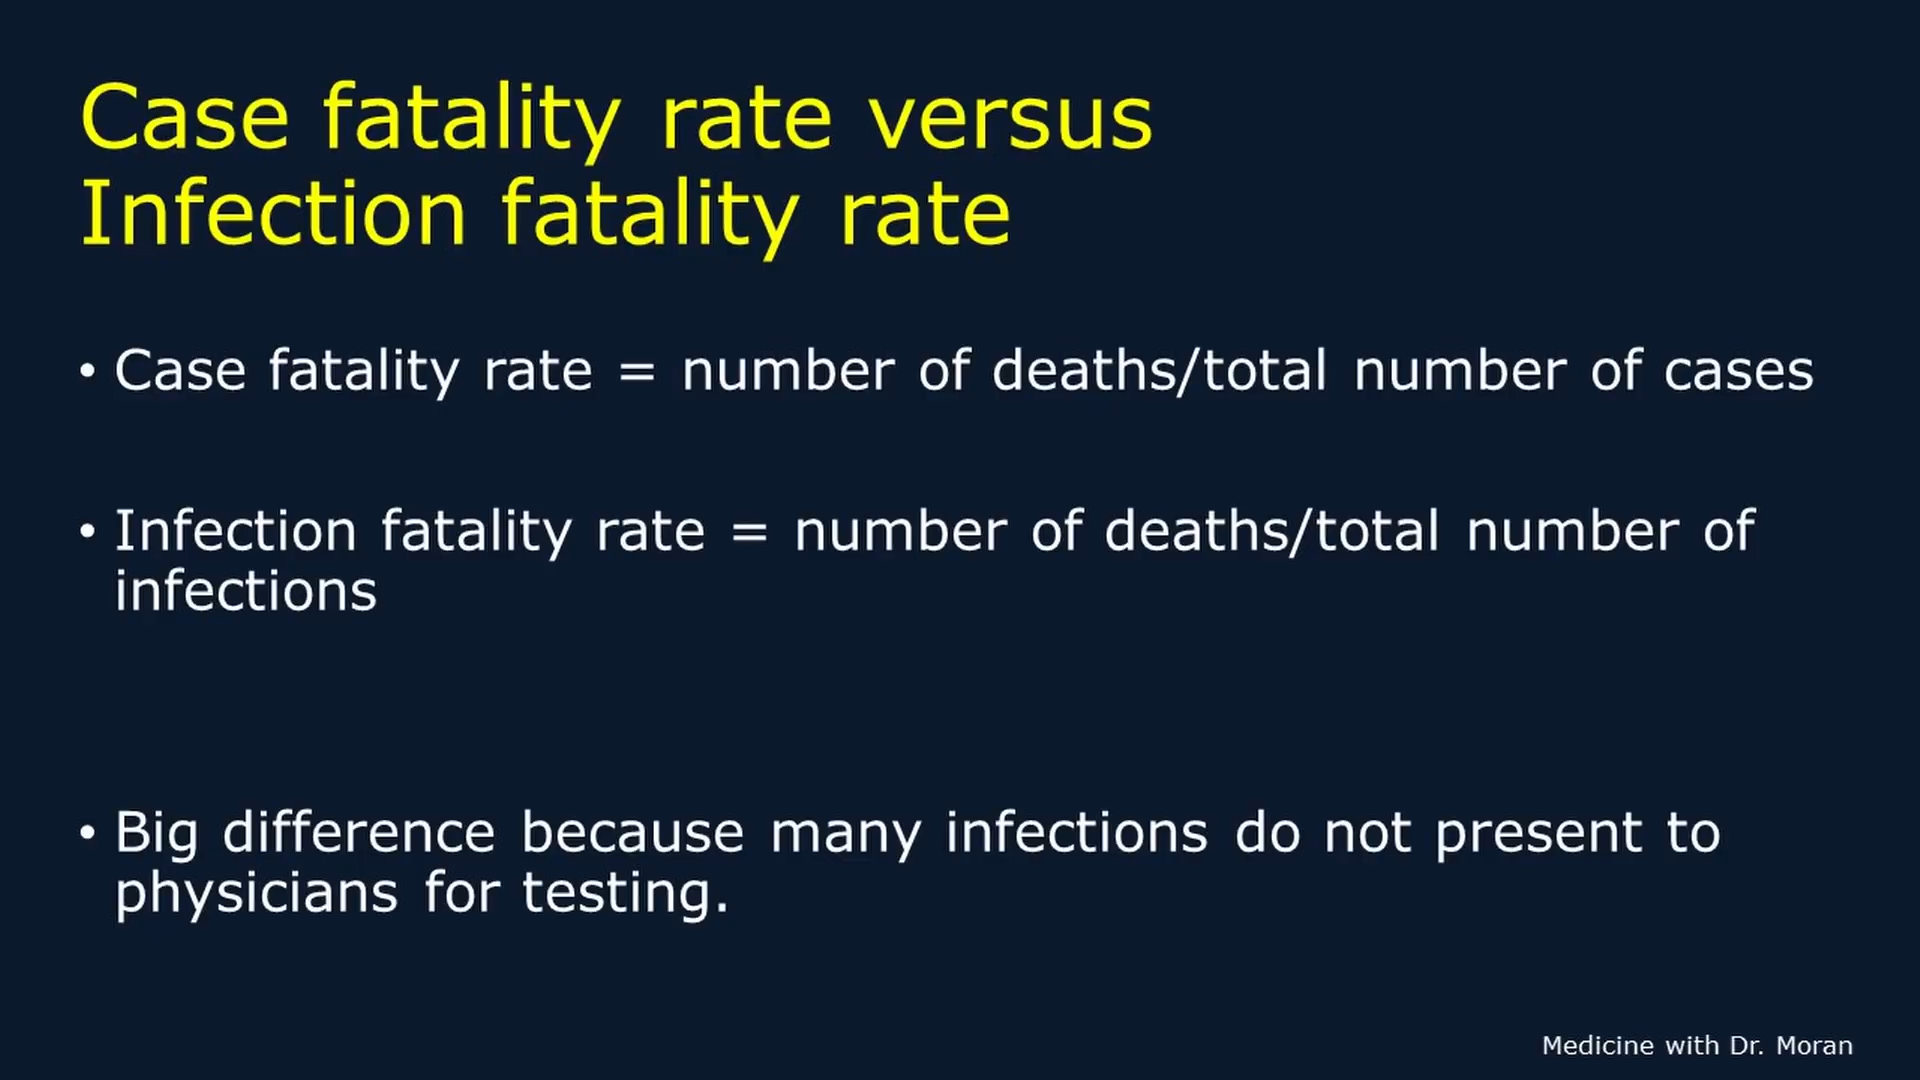 Case fatality rate versus
Infection fatality rate
• Case fatality rate = number of deaths/total number of cases
• Infection fatality rate = number of deaths/total number of
infections
• Big difference because many infections do not present to
physicians for testing.
Medicine with Dr. Moran